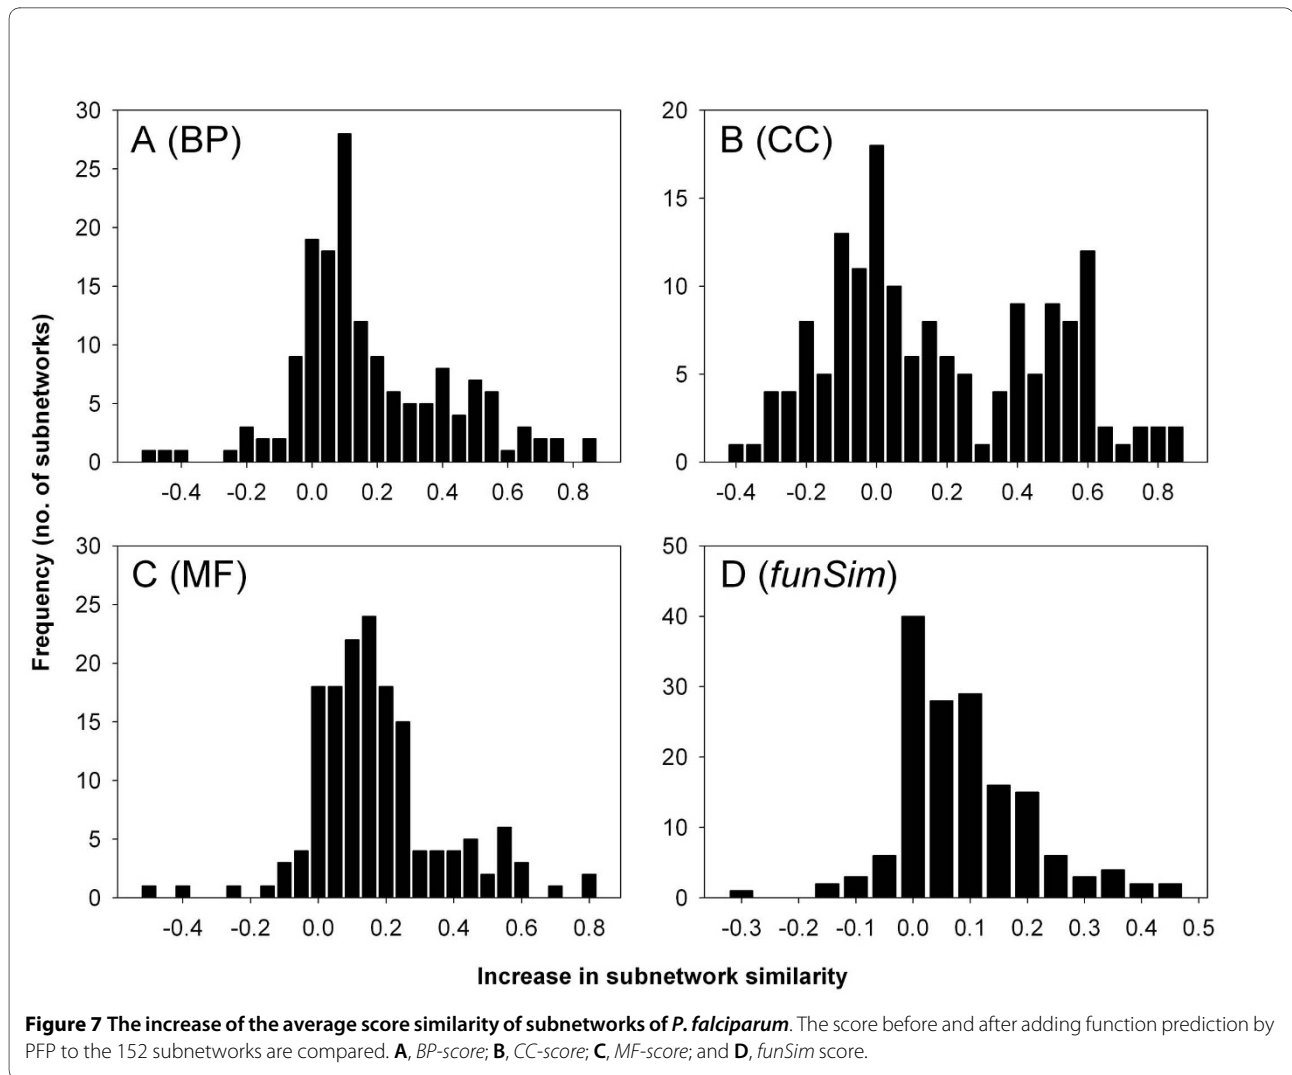 A (BP)
30
25
20
15
10
5
0
-0.4 -0.2 0.0 0.2 0.4 0.6 0.8
B (CC)
20
15
10
5
0
-0.4 -0.2 0.0 0.2 0.4 0.6 0.8
C (MF)
30
25
20
15
10
5
0
-0.4 -0.2 0.0 0.2 0.4 0.6 0.8
D (funSim)
50
40
30
20
10
0
-0.3 -0.2 -0.1 0.0 0.1 0.2 0.3 0.4 0.5
Frequency (no. of subnetworks)
Increase in subnetwork similarity
Figure 7 The increase of the average score similarity of subnetworks of P. falciparum. The score before and after adding function prediction by
PFP to the 152 subnetworks are compared. A, BP-score; B, CC-score; C, MF-score; and D, funSim score.